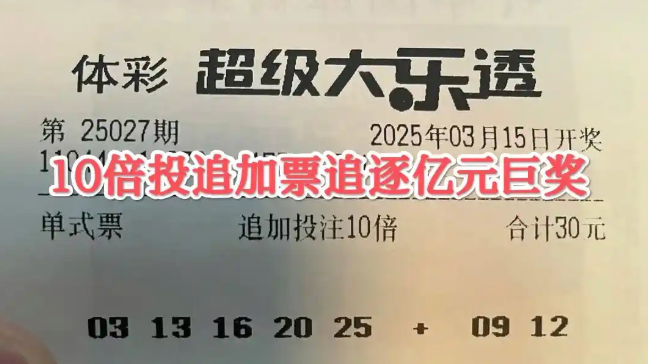 体彩 超级大乐透
第 25027期 2025年03月15日开奖
10倍投追加票追逐亿元巨奖
单式票 追加投注10倍 合计30元
03 13 16 20 25 + 09 12